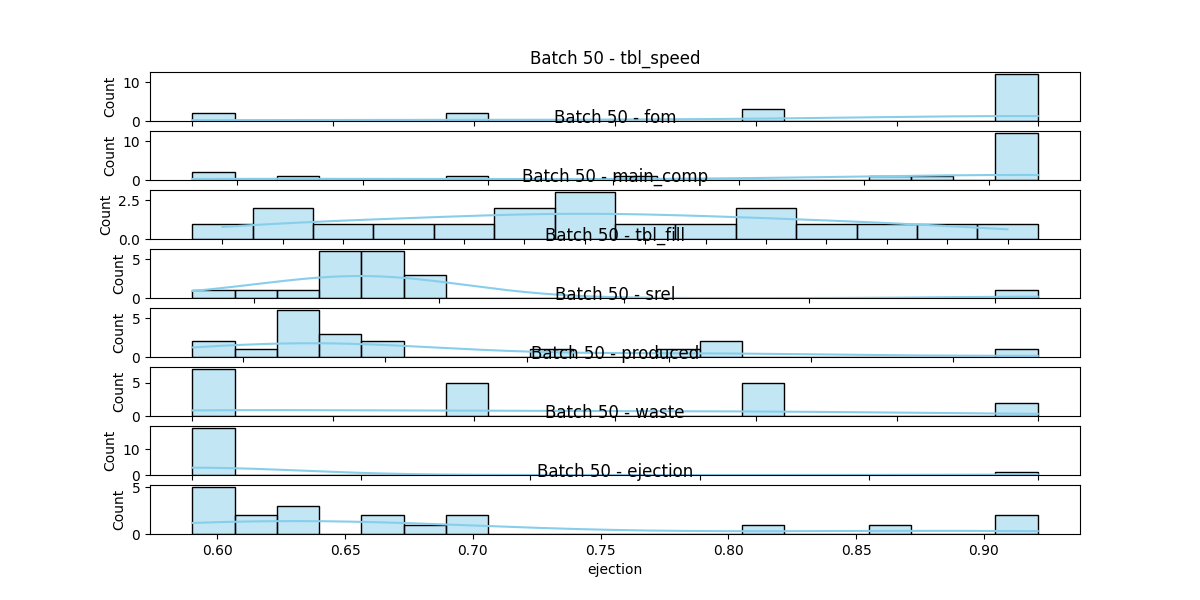 Batch 50 - tbl_speed
Count
10
0
Batch 50 - fom
Count
10
0
Batch 50 - main_comp
Count
2.5
0.0
Batch 50 - tbl_fill
Count
5
0
Batch 50 - srel
Count
5
0
Batch 50 - produced
Count
5
0
Batch 50 - waste
Count
10
0
Batch 50 - ejection
Count
5
0
0.60 0.65 0.70 0.75 0.80 0.85 0.90
ejection